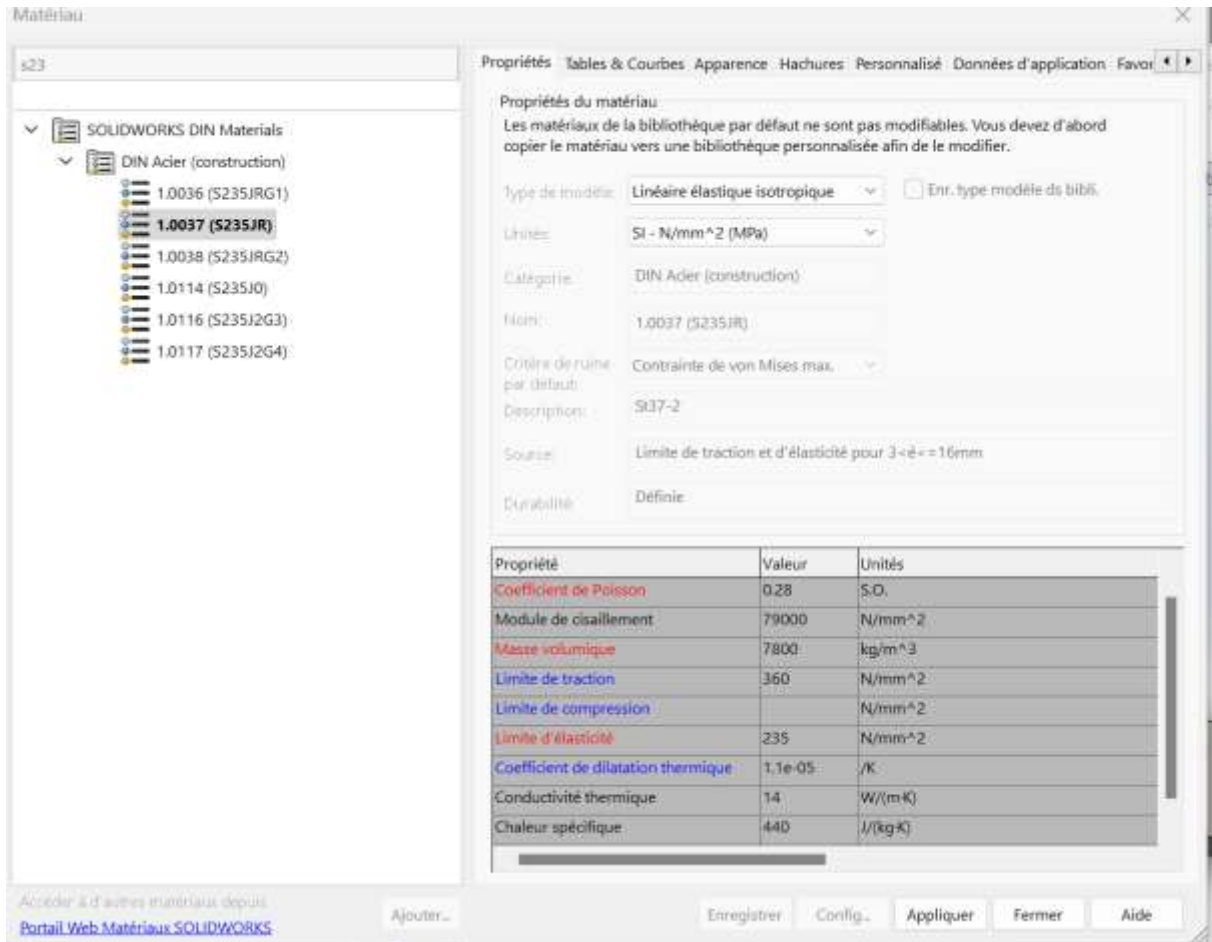 Matériau
s23
SOLIDWORKS DIN Materials
DIN Acier (construction)
1.0036 (S235JRG1)
1.0037 (S235JR)
1.0038 (S235JRG2)
1.0114 (S235J0)
1.0116 (S235J2G3)
1.0117 (S235J2G4)
Accéder à d'autres matériaux depuis
Portail Web Matériaux SOLIDWORKS
Ajouter...
Propriétés Tables & Courbes Apparence Hachures Personnalisé Données d'application Favor
Propriétés du matériau
Les matériaux de la bibliothèque par défaut ne sont pas modifiables. Vous devez d'abord
copier le matériau vers une bibliothèque personnalisée afin de le modifier.
Type de modèle: Linéaire élastique isotropique Enr. type modèle ds bibli.
Unités: SI - N/mm^2 (MPa)
Catégorie: DIN Acier (construction)
Nom: 1.0037 (S235JR)
Critère de ruine
par défaut: Contrainte de von Mises max.
Description: St37-2
Source: Limite de traction et d'élasticité pour 3<é<=16mm
Durabilité: Définie
Propriété Valeur Unités
Coefficient de Poisson 0.28 S.O.
Module de cisaillement 79000 N/mm^2
Masse volumique 7800 kg/m^3
Limite de traction 360 N/mm^2
Limite de compression N/mm^2
Limite d'élasticité 235 N/mm^2
Coefficient de dilatation thermique 1.1e-05 /K
Conductivité thermique 14 W/(m·K)
Chaleur spécifique 440 J/(kg·K)
Enregistrer Config... Appliquer Fermer Aide